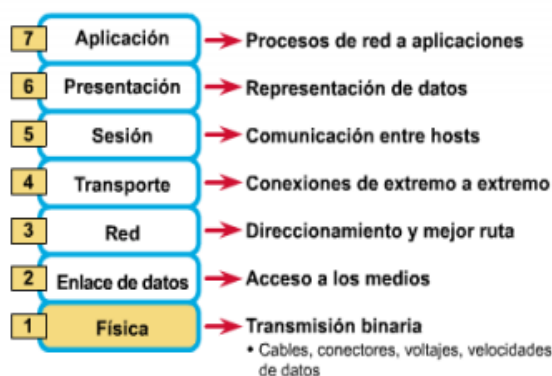 7 Aplicación Procesos de red a aplicaciones
6 Presentación Representación de datos
5 Sesión Comunicación entre hosts
4 Transporte Conexiones de extremo a extremo
3 Red Direccionamiento y mejor ruta
2 Enlace de datos Acceso a los medios
1 Física Transmisión binaria
• Cables, conectores, voltajes, velocidades
de datos